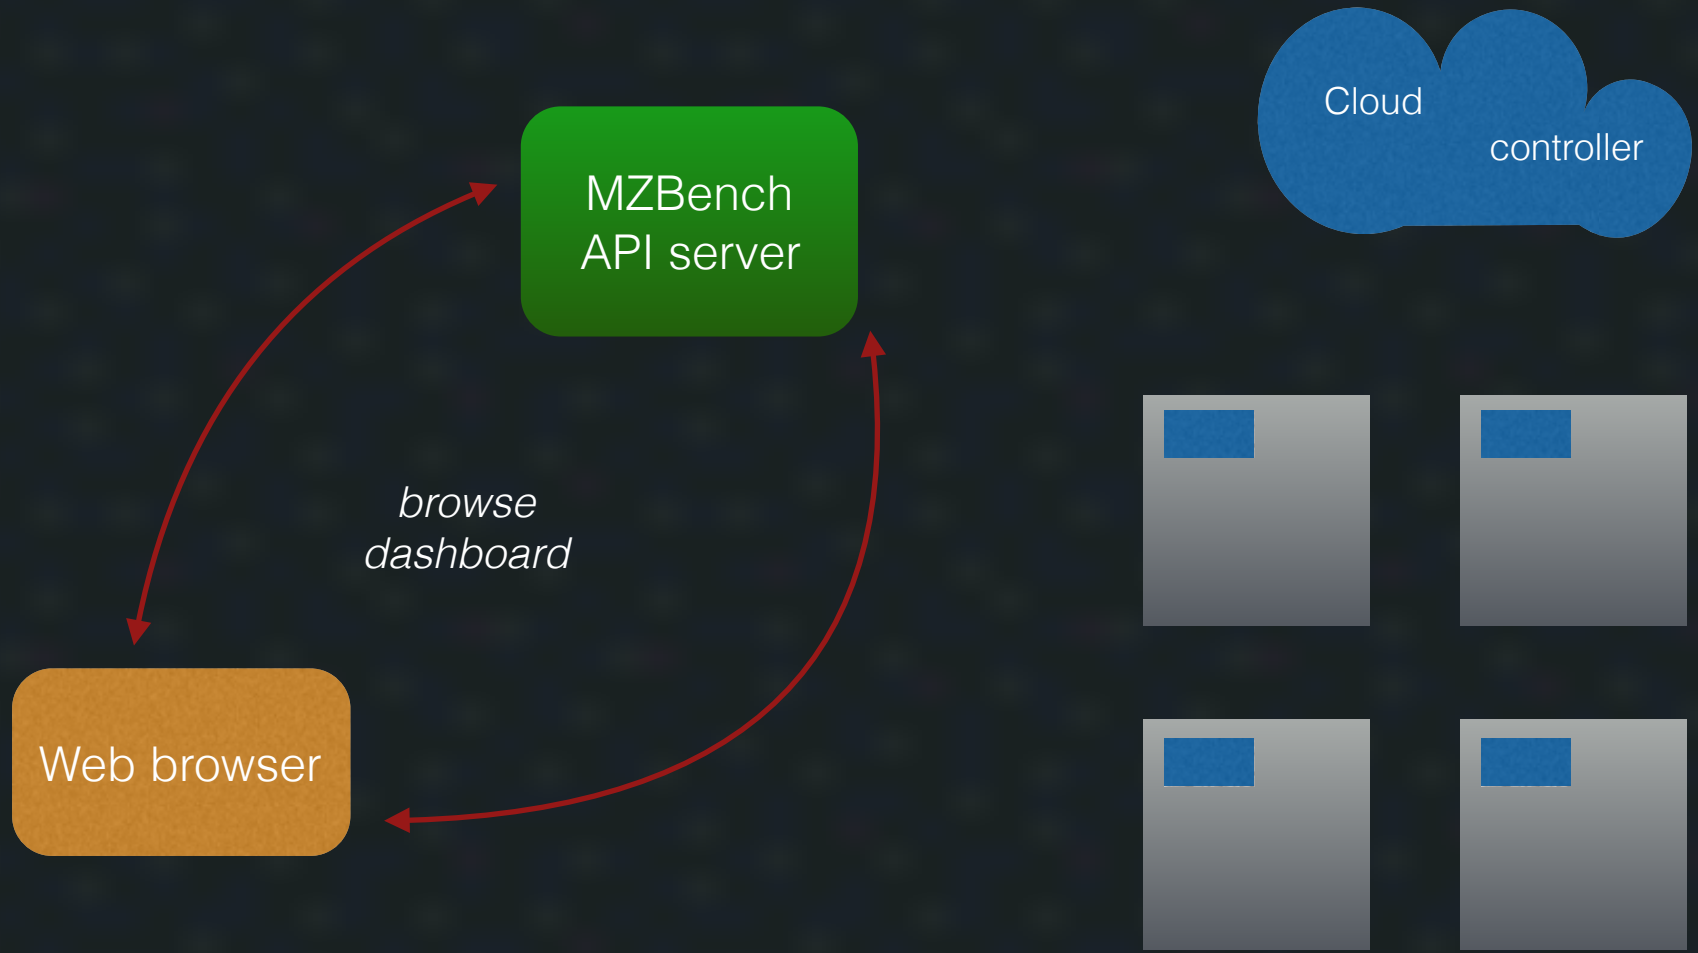 Cloud
controller
MZBench
API server
browse
dashboard
Web browser